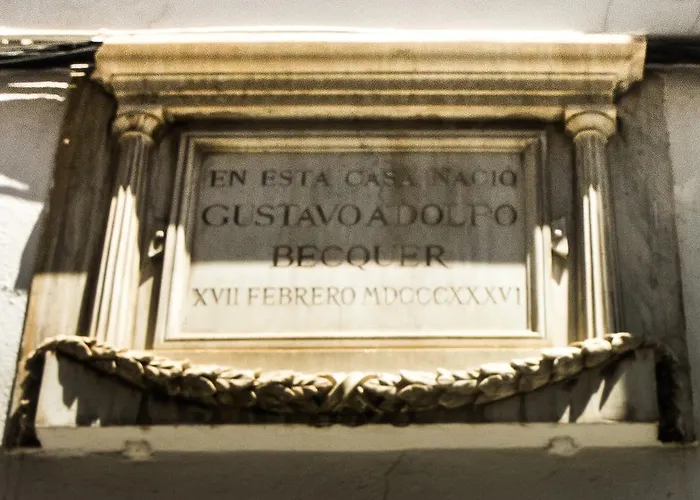 EN ESTA CASA NACIO
GUSTAVO ADOLFO
BECQUER
XVII FEBRERO MDCCCXXXVI